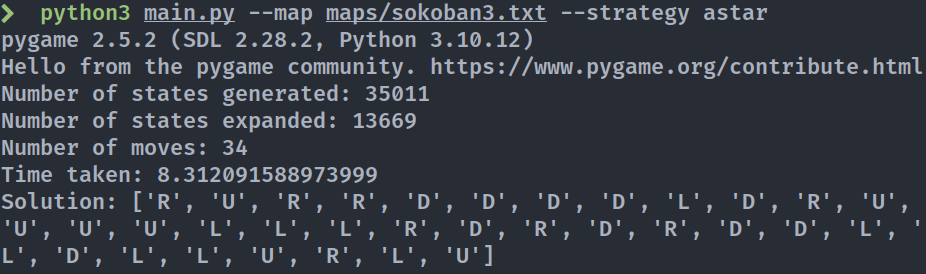 ❯ python3 main.py --map maps/sokoban3.txt --strategy astar
pygame 2.5.2 (SDL 2.28.2, Python 3.10.12)
Hello from the pygame community. https://www.pygame.org/contribute.html
Number of states generated: 35011
Number of states expanded: 13669
Number of moves: 34
Time taken: 8.312091588973999
Solution: ['R', 'U', 'R', 'R', 'D', 'D', 'D', 'D', 'L', 'D', 'R', 'U',
'U', 'U', 'U', 'L', 'L', 'L', 'R', 'D', 'R', 'D', 'R', 'D', 'D', 'L', '
L', 'D', 'L', 'L', 'U', 'R', 'L', 'U']